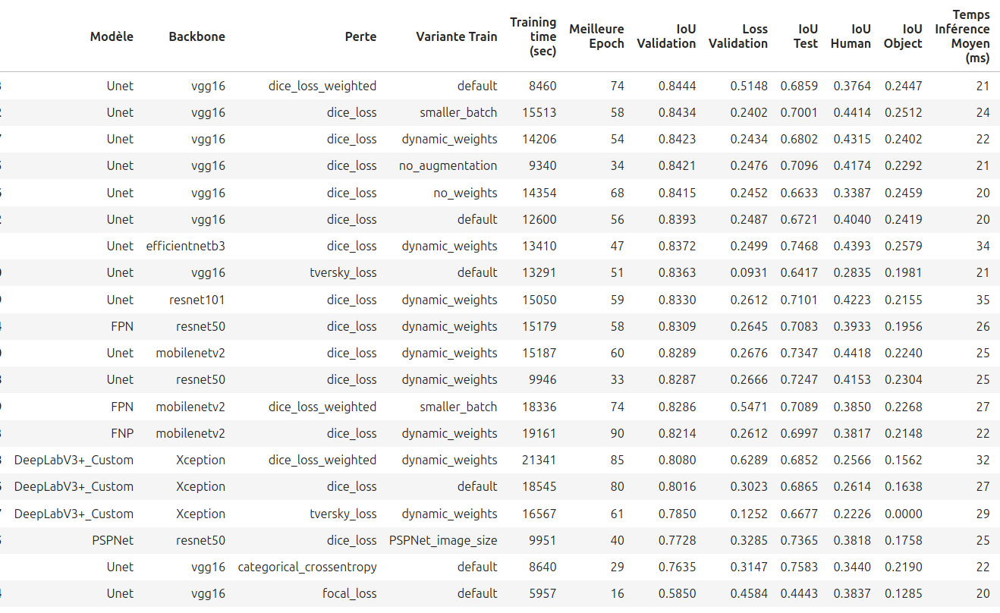 Modèle Backbone Perte Variante Train Training time (sec) Meilleure Epoch IoU Validation Loss Validation IoU Test IoU Human IoU Object Temps Inférence Moyen (ms)
Unet vgg16 dice_loss_weighted default 8460 74 0.8444 0.5148 0.6859 0.3764 0.2447 21
Unet vgg16 dice_loss smaller_batch 15513 58 0.8434 0.2402 0.7001 0.4414 0.2512 24
Unet vgg16 dice_loss dynamic_weights 14206 54 0.8423 0.2434 0.6802 0.4315 0.2402 22
Unet vgg16 dice_loss no_augmentation 9340 34 0.8421 0.2476 0.7096 0.4174 0.2292 21
Unet vgg16 dice_loss no_weights 14354 68 0.8415 0.2452 0.6633 0.3387 0.2459 20
Unet vgg16 dice_loss default 12600 56 0.8393 0.2487 0.6721 0.4040 0.2419 20
Unet efficientnetb3 dice_loss dynamic_weights 13410 47 0.8372 0.2499 0.7468 0.4393 0.2579 34
Unet vgg16 tversky_loss default 13291 51 0.8363 0.0931 0.6417 0.2835 0.1981 21
Unet resnet101 dice_loss dynamic_weights 15050 59 0.8330 0.2612 0.7101 0.4223 0.2155 35
FPN resnet50 dice_loss dynamic_weights 15179 58 0.8309 0.2645 0.7083 0.3933 0.1956 26
Unet mobilenetv2 dice_loss dynamic_weights 15187 60 0.8289 0.2676 0.7347 0.4418 0.2240 25
Unet resnet50 dice_loss dynamic_weights 9946 33 0.8287 0.2666 0.7247 0.4153 0.2304 25
FPN mobilenetv2 dice_loss_weighted smaller_batch 18336 74 0.8286 0.5471 0.7089 0.3850 0.2268 27
FNP mobilenetv2 dice_loss dynamic_weights 19161 90 0.8214 0.2612 0.6997 0.3817 0.2148 22
DeepLabV3+_Custom Xception dice_loss_weighted dynamic_weights 21341 85 0.8080 0.6289 0.6852 0.2566 0.1562 32
DeepLabV3+_Custom Xception dice_loss default 18545 80 0.8016 0.3023 0.6865 0.2614 0.1638 27
DeepLabV3+_Custom Xception tversky_loss dynamic_weights 16567 61 0.7850 0.1252 0.6677 0.2226 0.0000 29
PSPNet resnet50 dice_loss PSPNet_image_size 9951 40 0.7728 0.3285 0.7365 0.3818 0.1758 25
Unet vgg16 categorical_crossentropy default 8640 29 0.7635 0.3147 0.7583 0.3440 0.2190 22
Unet vgg16 focal_loss default 5957 16 0.5850 0.4584 0.4443 0.3837 0.1285 20